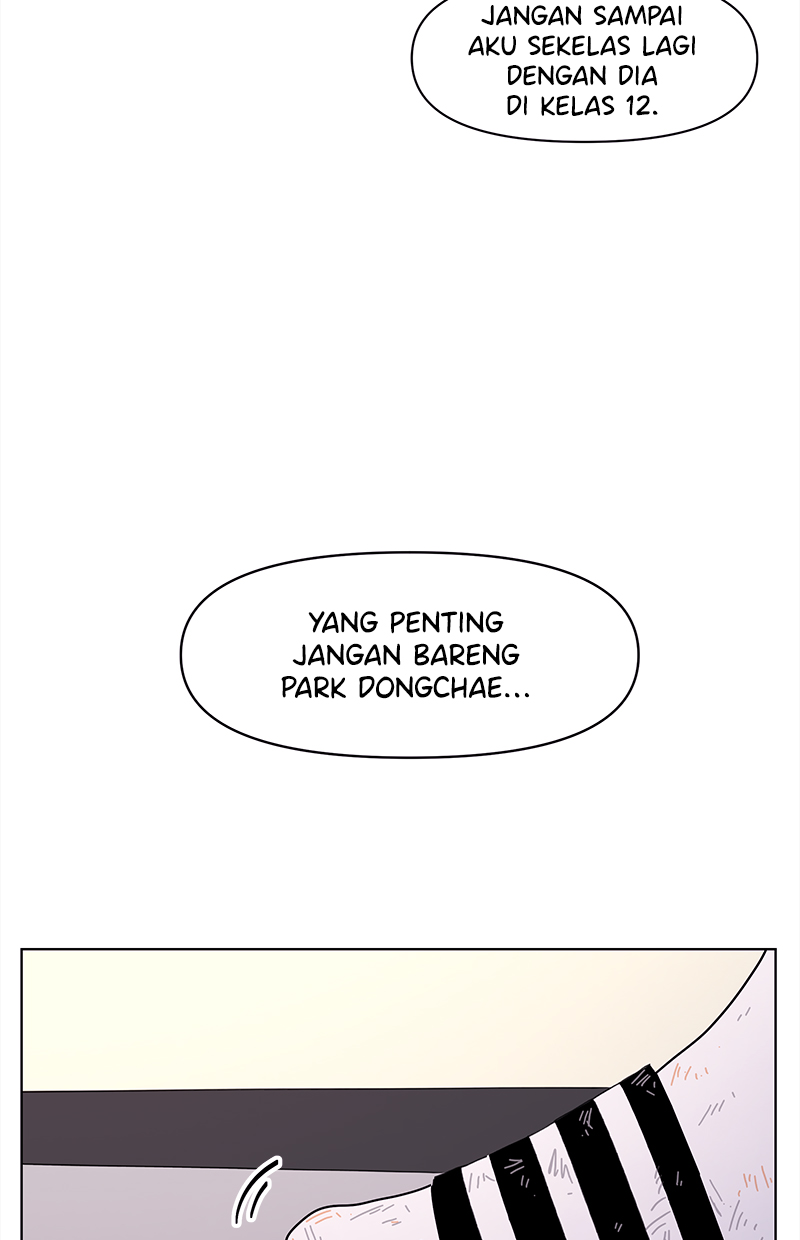 JANGAN SAMPAI
AKU SEKELAS LAGI
DENGAN DIA
DI KELAS 12.
YANG PENTING
JANGAN BARENG
PARK DONGCHAE...